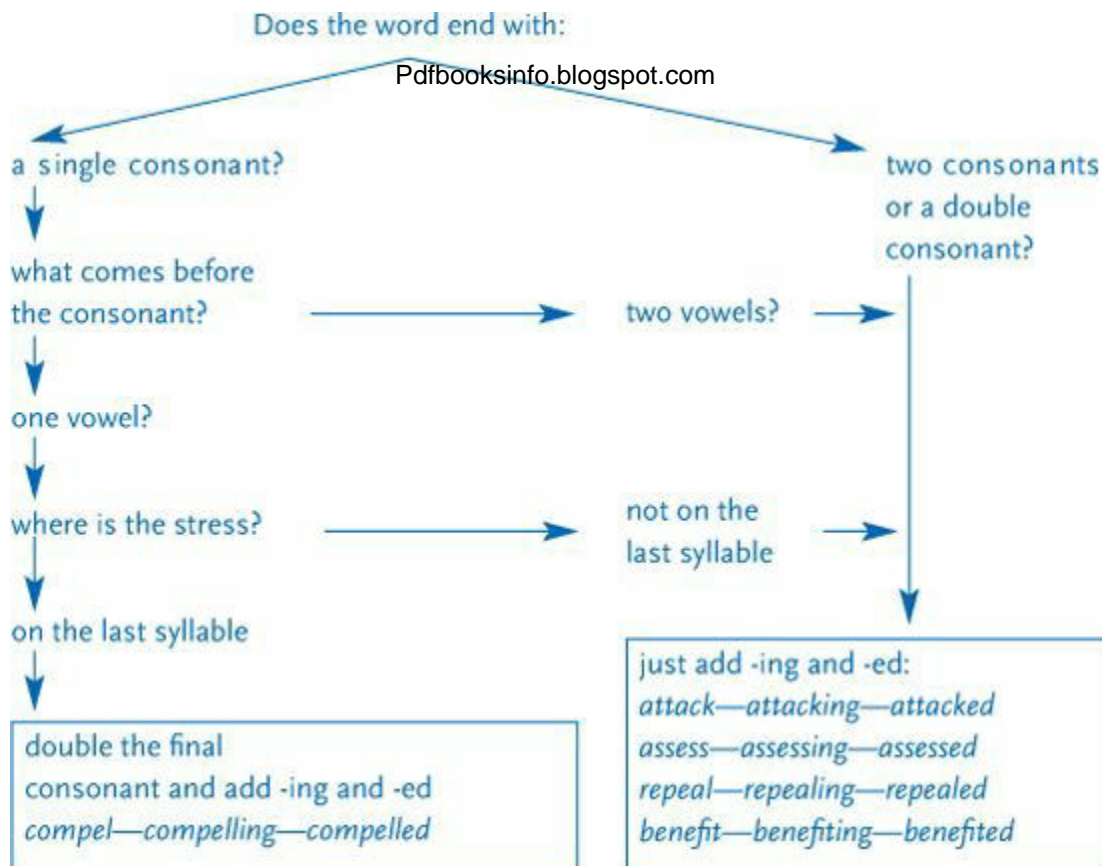 Does the word end with:
Pdfbooksinfo.blogspot.com
a single consonant?
two consonants
or a double
consonant?
what comes before
the consonant?
two vowels?
one vowel?
where is the stress?
not on the
last syllable
on the last syllable
just add -ing and -ed:
attack—attacking—attacked
assess—assessing—assessed
repeal—repealing—repealed
benefit—benefiting—benefited
double the final
consonant and add -ing and -ed
compel—compelling—compelled